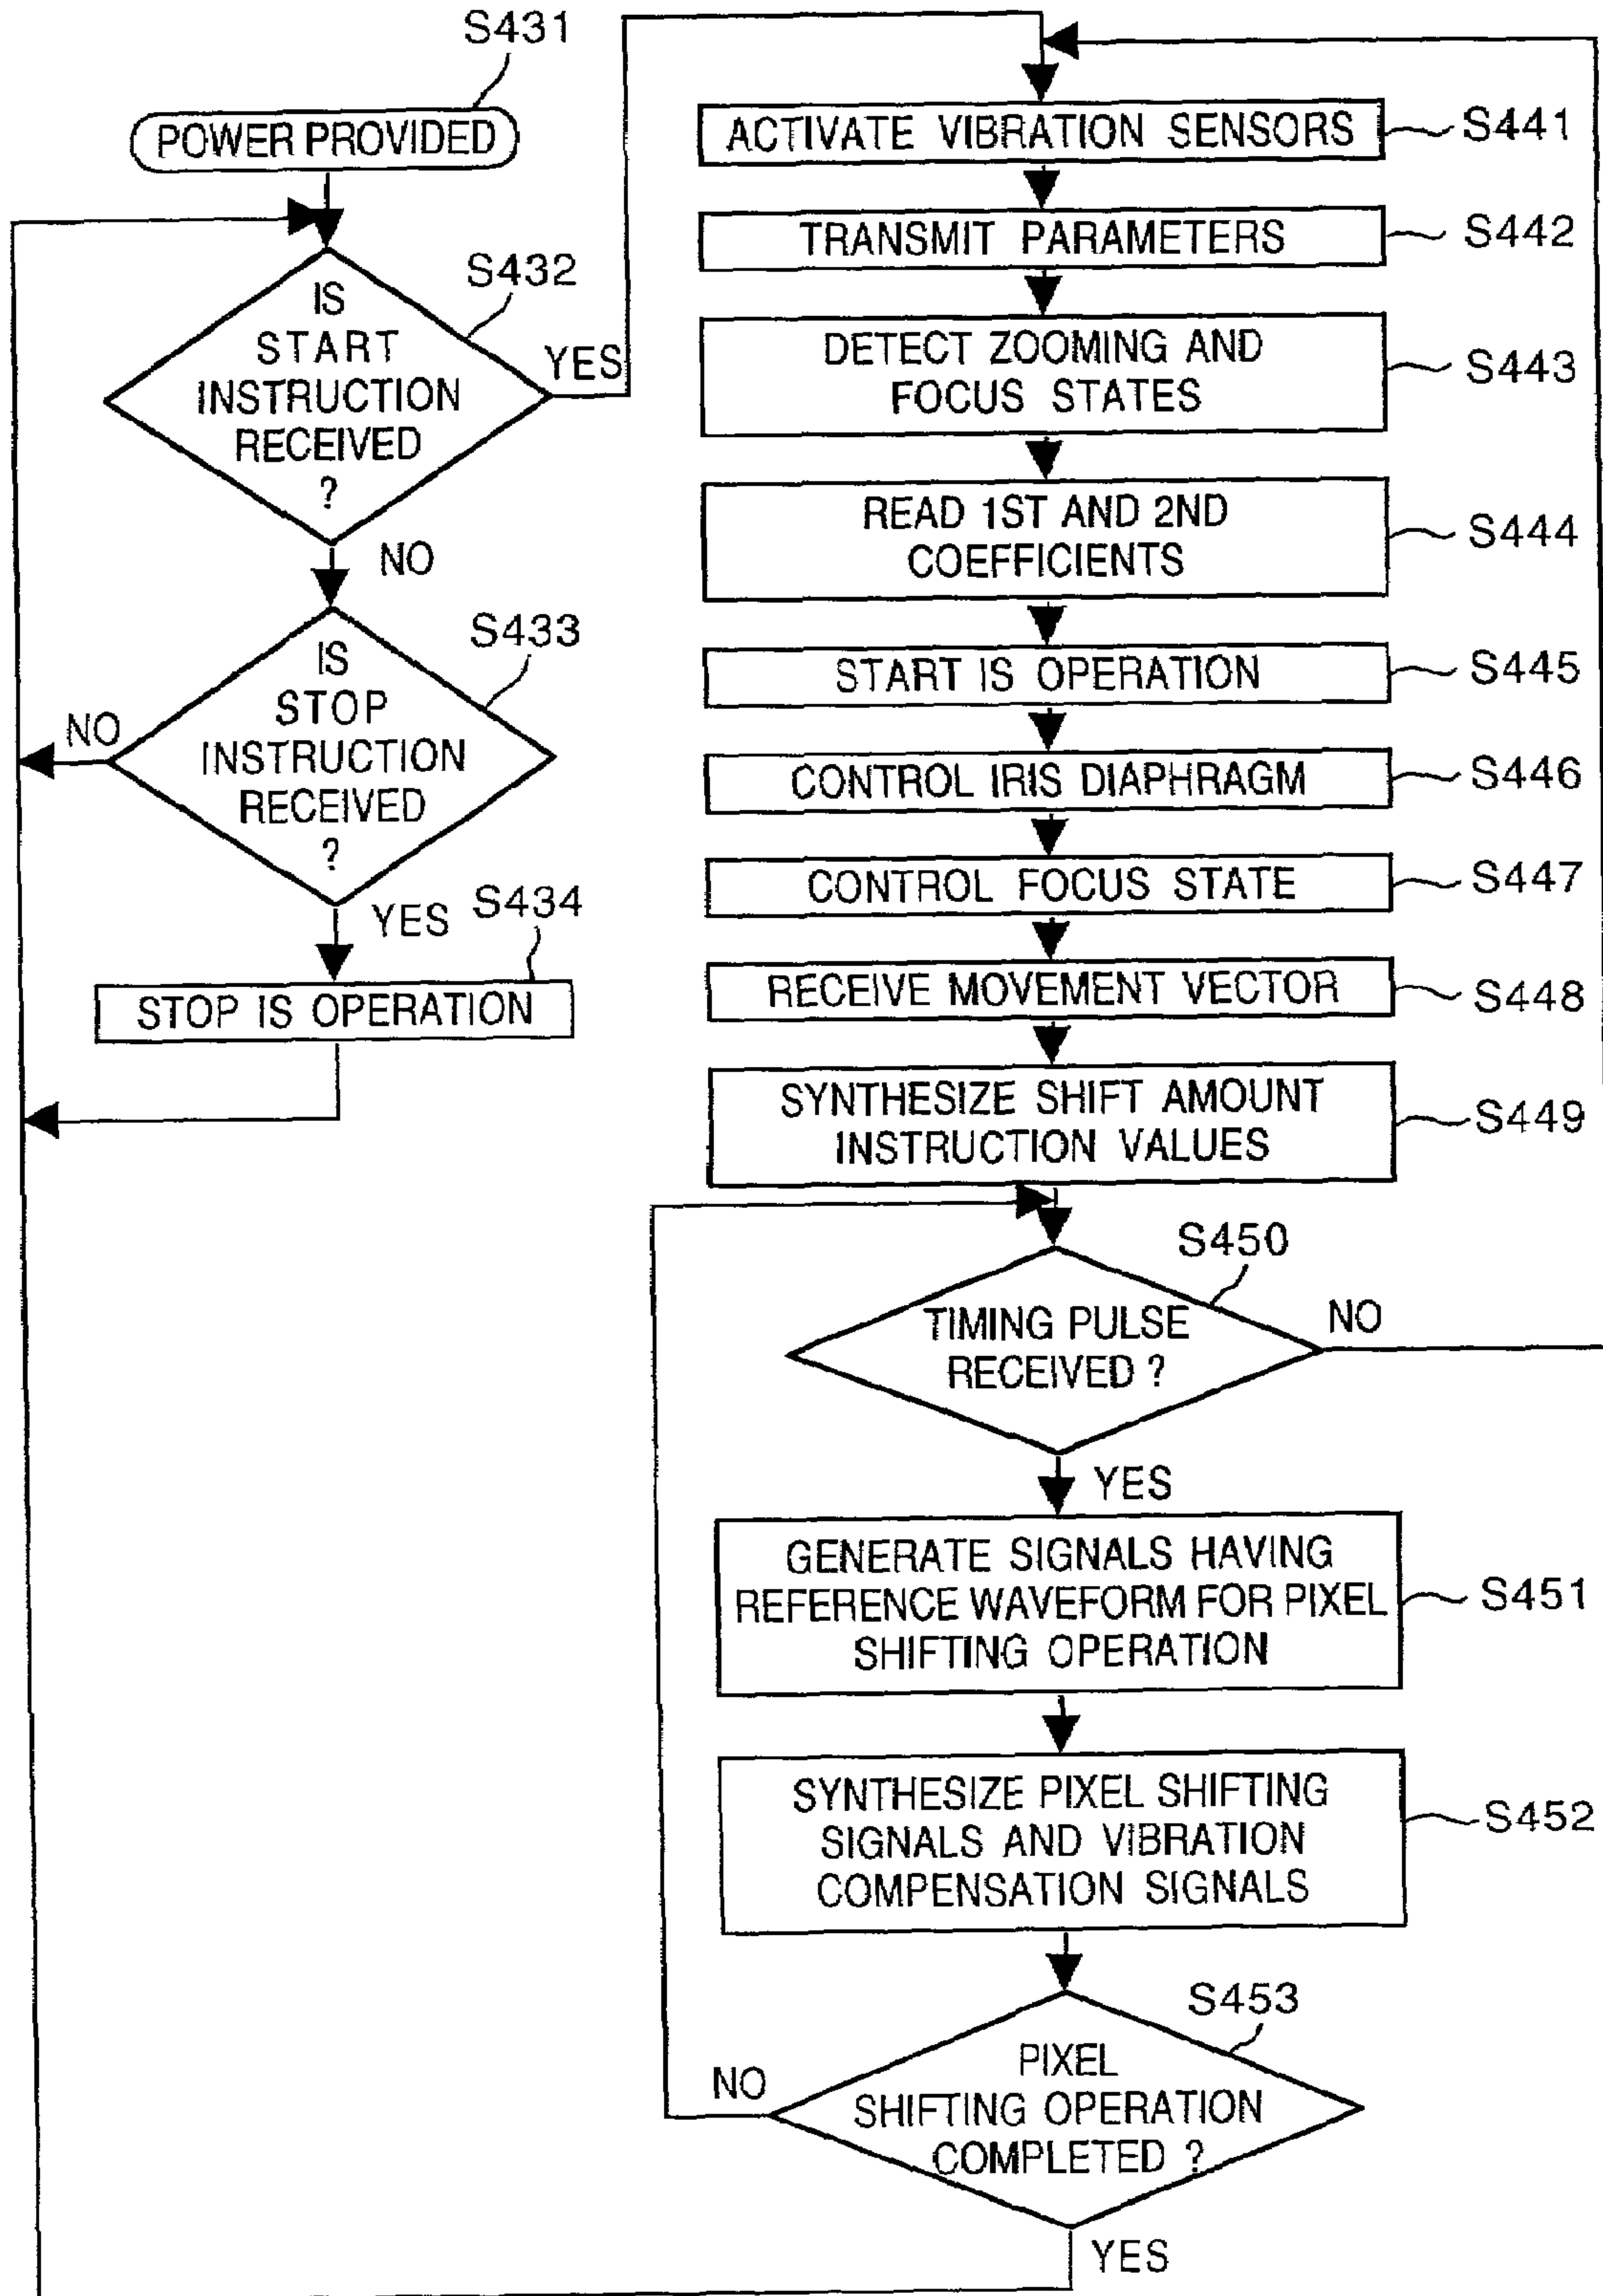 S431
POWER PROVIDED
S432
IS
START
INSTRUCTION
RECEIVED
?
YES
NO
S433
IS
STOP
INSTRUCTION
RECEIVED
?
NO
YES
S434
STOP IS OPERATION
ACTIVATE VIBRATION SENSORS
S441
TRANSMIT PARAMETERS
S442
DETECT ZOOMING AND
FOCUS STATES
S443
READ 1ST AND 2ND
COEFFICIENTS
S444
START IS OPERATION
S445
CONTROL IRIS DIAPHRAGM
S446
CONTROL FOCUS STATE
S447
RECEIVE MOVEMENT VECTOR
S448
SYNTHESIZE SHIFT AMOUNT
INSTRUCTION VALUES
S449
S450
TIMING PULSE
RECEIVED ?
NO
YES
GENERATE SIGNALS HAVING
REFERENCE WAVEFORM FOR PIXEL
SHIFTING OPERATION
S451
SYNTHESIZE PIXEL SHIFTING
SIGNALS AND VIBRATION
COMPENSATION SIGNALS
S452
S453
PIXEL
SHIFTING OPERATION
COMPLETED ?
NO
YES